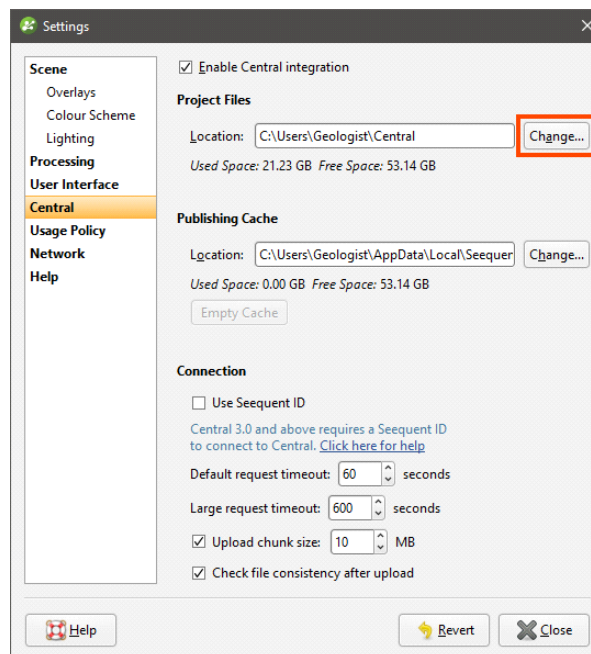 Settings
Scene
Overlays
Colour Scheme
Lighting
Processing
User Interface
Central
Usage Policy
Network
Help
Enable Central integration
Project Files
Location: C:\Users\Geologist\Central Change...
Used Space: 21.23 GB Free Space: 53.14 GB
Publishing Cache
Location: C:\Users\Geologist\AppData\Local\Seequen Change...
Used Space: 0.00 GB Free Space: 53.14 GB
Empty Cache
Connection
Use Seequent ID
Central 3.0 and above requires a Seequent ID
to connect to Central. Click here for help
Default request timeout: 60 seconds
Large request timeout: 600 seconds
Upload chunk size: 10 MB
Check file consistency after upload
Help Revert Close